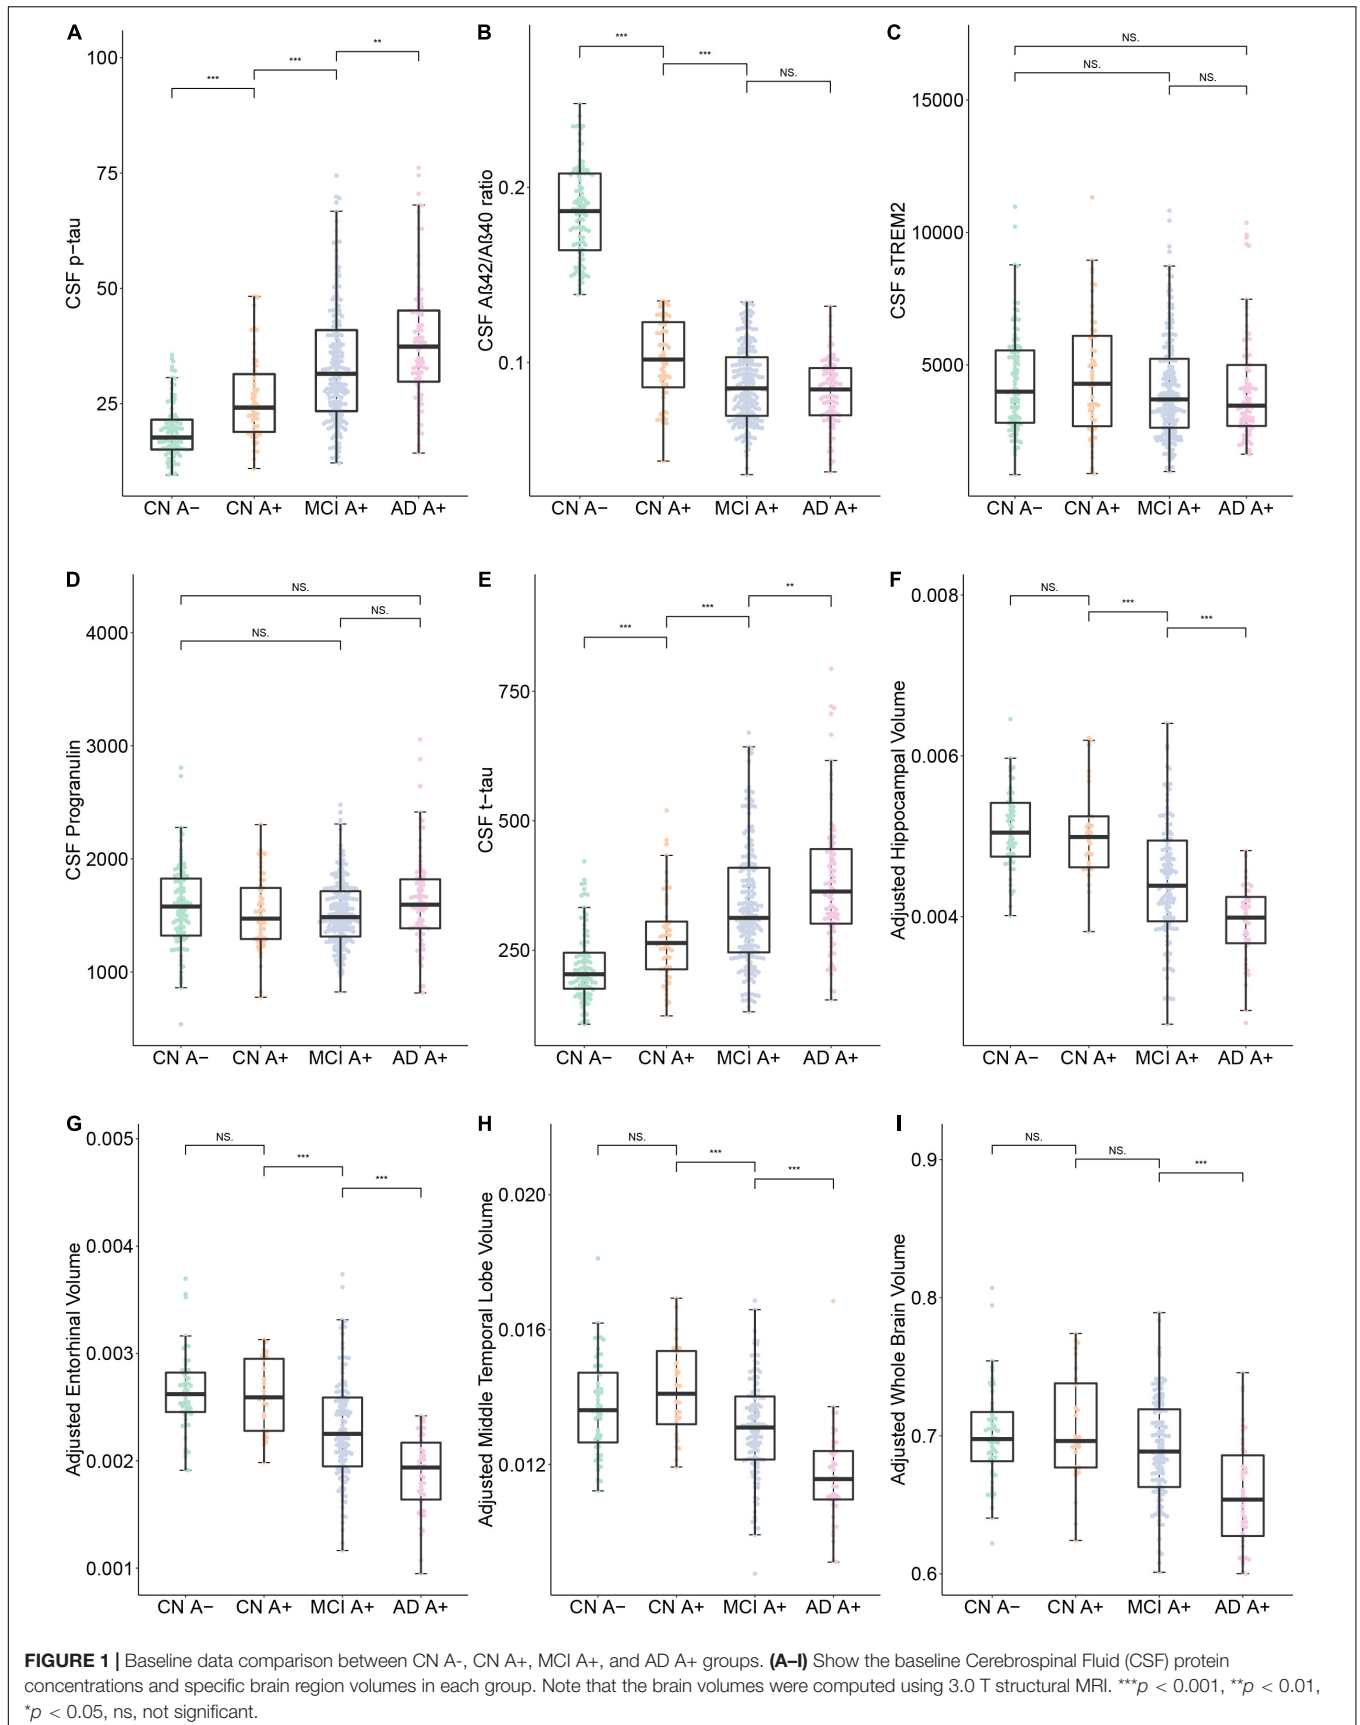 A
CSF p−tau
100
75
50
25
***
***
**
CN A−
CN A+
MCI A+
AD A+
B
CSF Aß42/Aß40 ratio
0.2
0.1
***
***
NS.
CN A−
CN A+
MCI A+
AD A+
C
CSF sTREM2
15000
10000
5000
NS.
NS.
NS.
CN A−
CN A+
MCI A+
AD A+
D
CSF Progranulin
4000
3000
2000
1000
NS.
NS.
NS.
CN A−
CN A+
MCI A+
AD A+
E
CSF t−tau
750
500
250
***
***
**
CN A−
CN A+
MCI A+
AD A+
F
Adjusted Hippocampal Volume
0.008
0.006
0.004
NS.
***
***
CN A−
CN A+
MCI A+
AD A+
G
Adjusted Entorhinal Volume
0.005
0.004
0.003
0.002
0.001
NS.
***
***
CN A−
CN A+
MCI A+
AD A+
H
Adjusted Middle Temporal Lobe Volume
0.020
0.016
0.012
NS.
***
***
CN A−
CN A+
MCI A+
AD A+
I
Adjusted Whole Brain Volume
0.9
0.8
0.7
0.6
NS.
NS.
***
CN A−
CN A+
MCI A+
AD A+
FIGURE 1 | Baseline data comparison between CN A-, CN A+, MCI A+, and AD A+ groups. (A–I) Show the baseline Cerebrospinal Fluid (CSF) protein
concentrations and specific brain region volumes in each group. Note that the brain volumes were computed using 3.0 T structural MRI. ***p < 0.001, **p < 0.01,
*p < 0.05, ns, not significant.